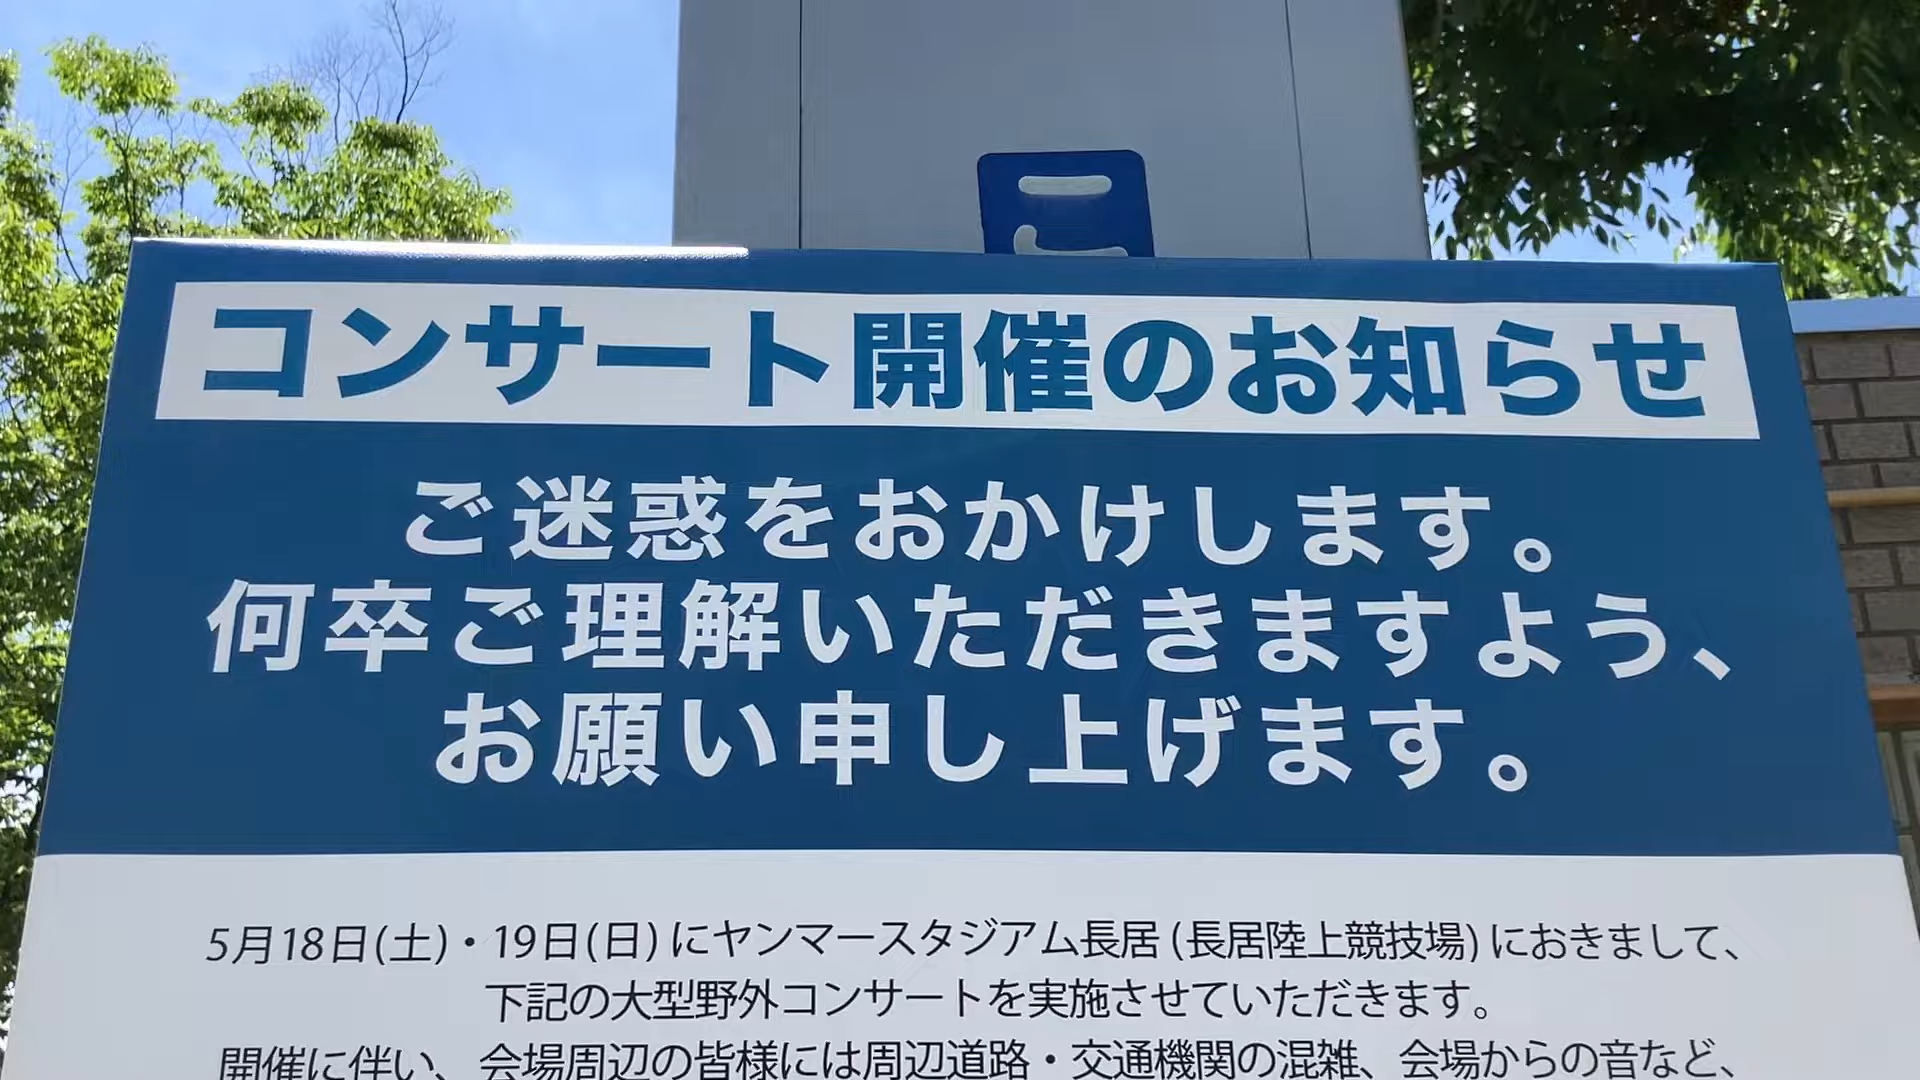 コンサート開催のお知らせ
ご迷惑をおかけします。
何卒ご理解いただきますよう、
お願い申し上げます。
5月18日(土)・19日(日)にヤンマースタジアム長居(長居陸上競技場)におきまして、
下記の大型野外コンサートを実施させていただきます。
開催に伴い、会場周辺の皆様には周辺道路・交通機関の混雑、会場からの音など、